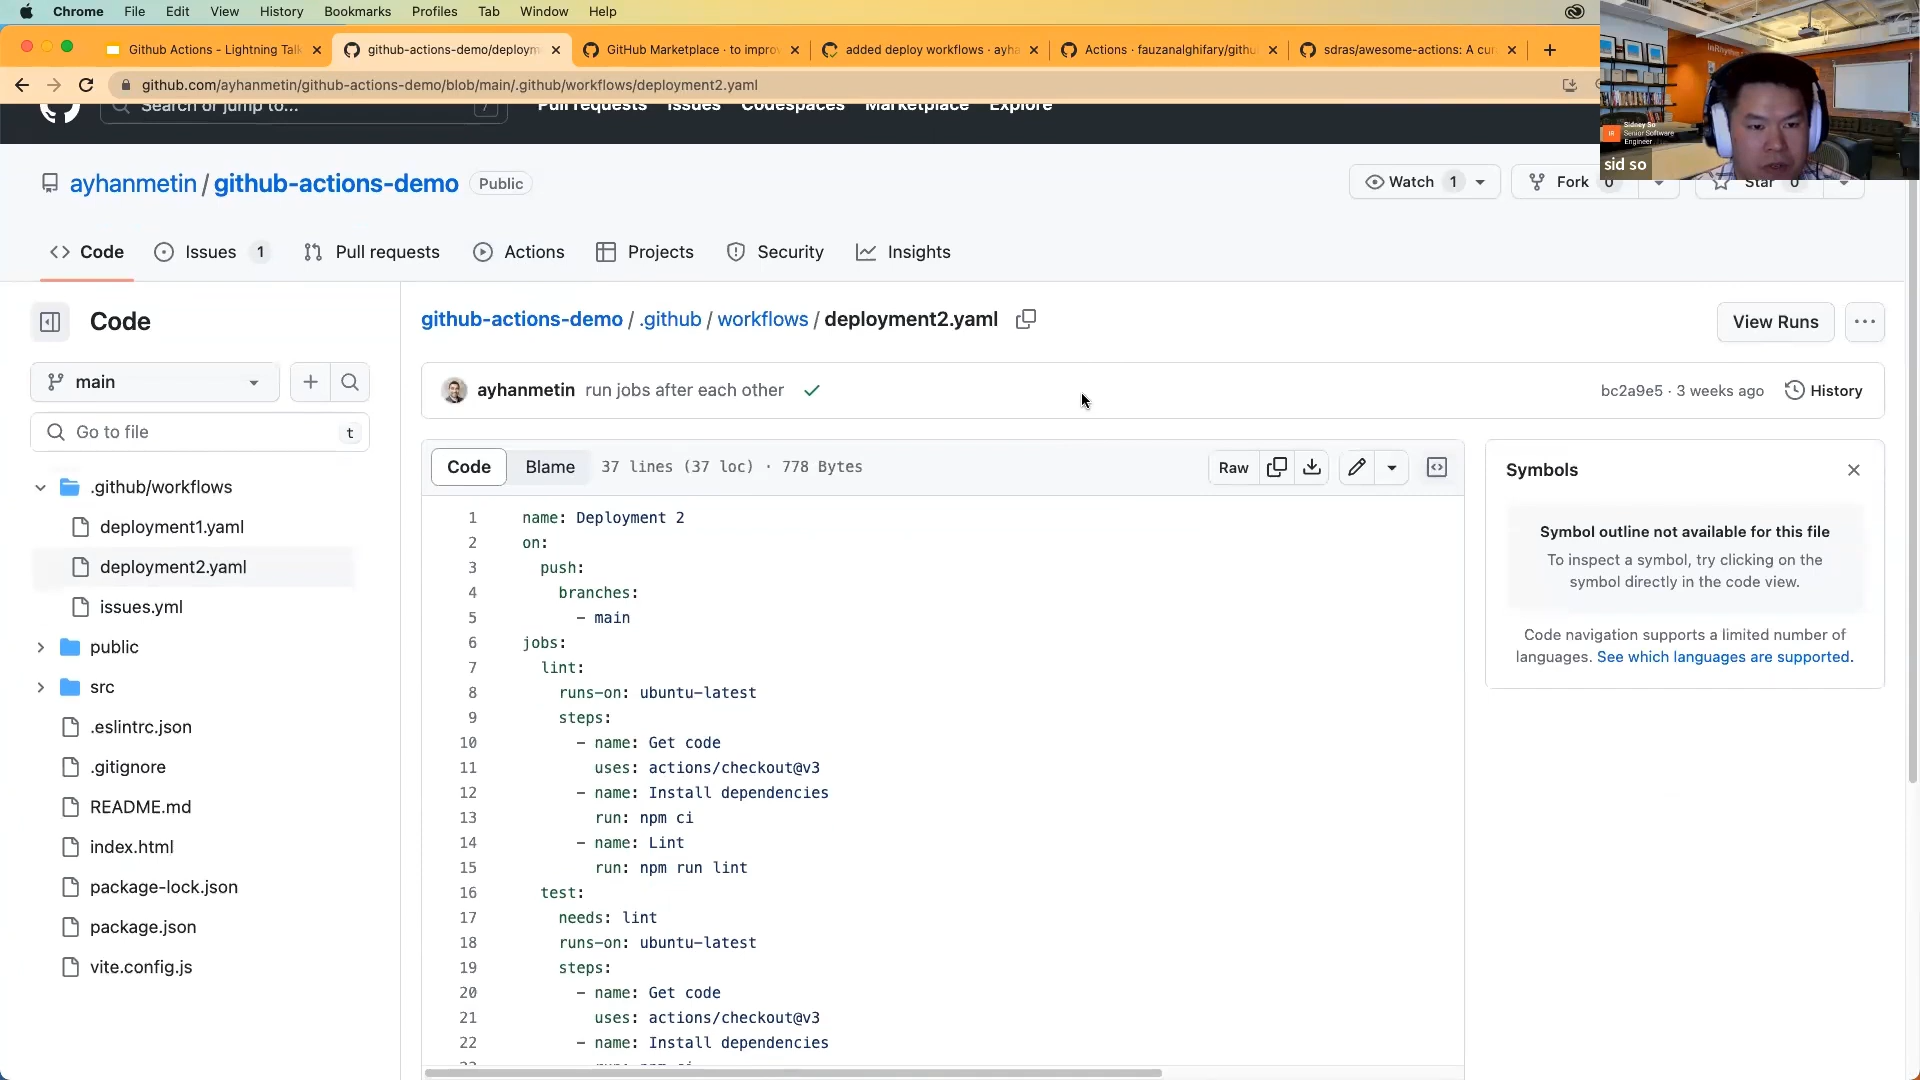 Chrome File Edit View History Bookmarks Profiles Tab Window Help
Github Actions - Lightning Talk
github-actions-demo/deploym
GitHub Marketplace · to improv
added deploy workflows · ayha
Actions · fauzanalghifary/githu
sdras/awesome-actions: A cur
github.com/ayhanmetin/github-actions-demo/blob/main/.github/workflows/deployment2.yaml
Search or jump to... /
Pull requests Issues Codespaces Marketplace Explore
Sidney So
Senior Software
Engineer
sid so
ayhanmetin / github-actions-demo Public
Watch 1 Fork 0 Star 0
Code Issues 1 Pull requests Actions Projects Security Insights
Code
main
Go to file t
.github/workflows
deployment1.yaml
deployment2.yaml
issues.yml
public
src
.eslintrc.json
.gitignore
README.md
index.html
package-lock.json
package.json
vite.config.js
github-actions-demo / .github / workflows / deployment2.yaml
View Runs
ayhanmetin run jobs after each other
bc2a9e5 · 3 weeks ago History
Code Blame 37 lines (37 loc) · 778 Bytes Raw
1 name: Deployment 2
2 on:
3 push:
4 branches:
5 - main
6 jobs:
7 lint:
8 runs-on: ubuntu-latest
9 steps:
10 - name: Get code
11 uses: actions/checkout@v3
12 - name: Install dependencies
13 run: npm ci
14 - name: Lint
15 run: npm run lint
16 test:
17 needs: lint
18 runs-on: ubuntu-latest
19 steps:
20 - name: Get code
21 uses: actions/checkout@v3
22 - name: Install dependencies
Symbols
Symbol outline not available for this file
To inspect a symbol, try clicking on the
symbol directly in the code view.
Code navigation supports a limited number of
languages. See which languages are supported.